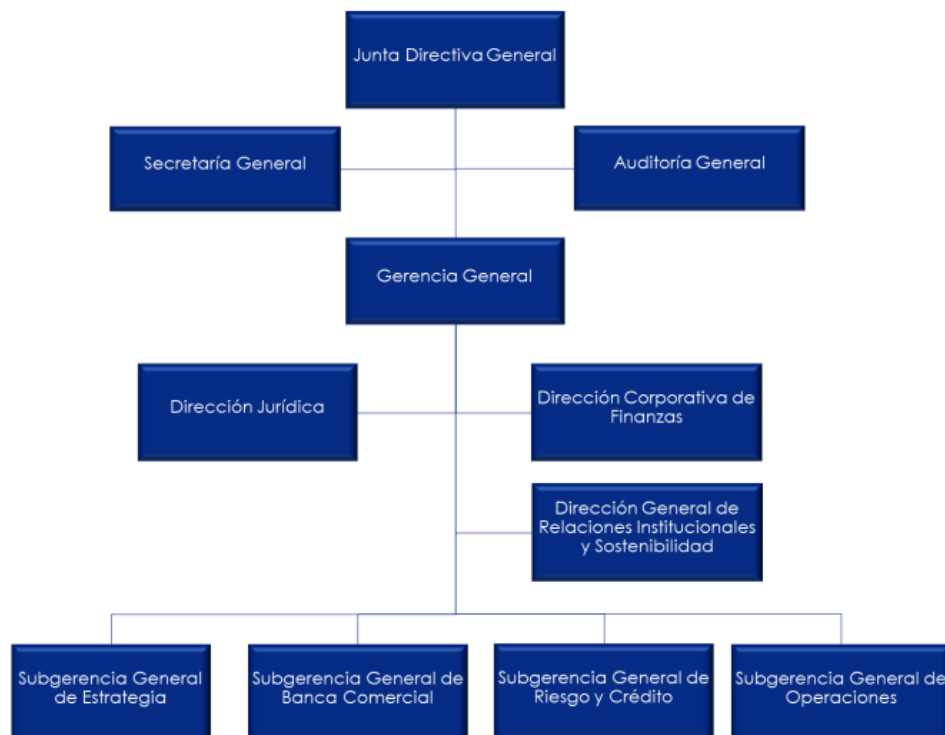 Junta Directiva General
Secretaría General
Auditoría General
Gerencia General
Dirección Jurídica
Dirección Corporativa de
Finanzas
Dirección General de
Relaciones Institucionales
y Sostenibilidad
Subgerencia General
de Estrategia
Subgerencia General de
Banca Comercial
Subgerencia General de
Riesgo y Crédito
Subgerencia General de
Operaciones